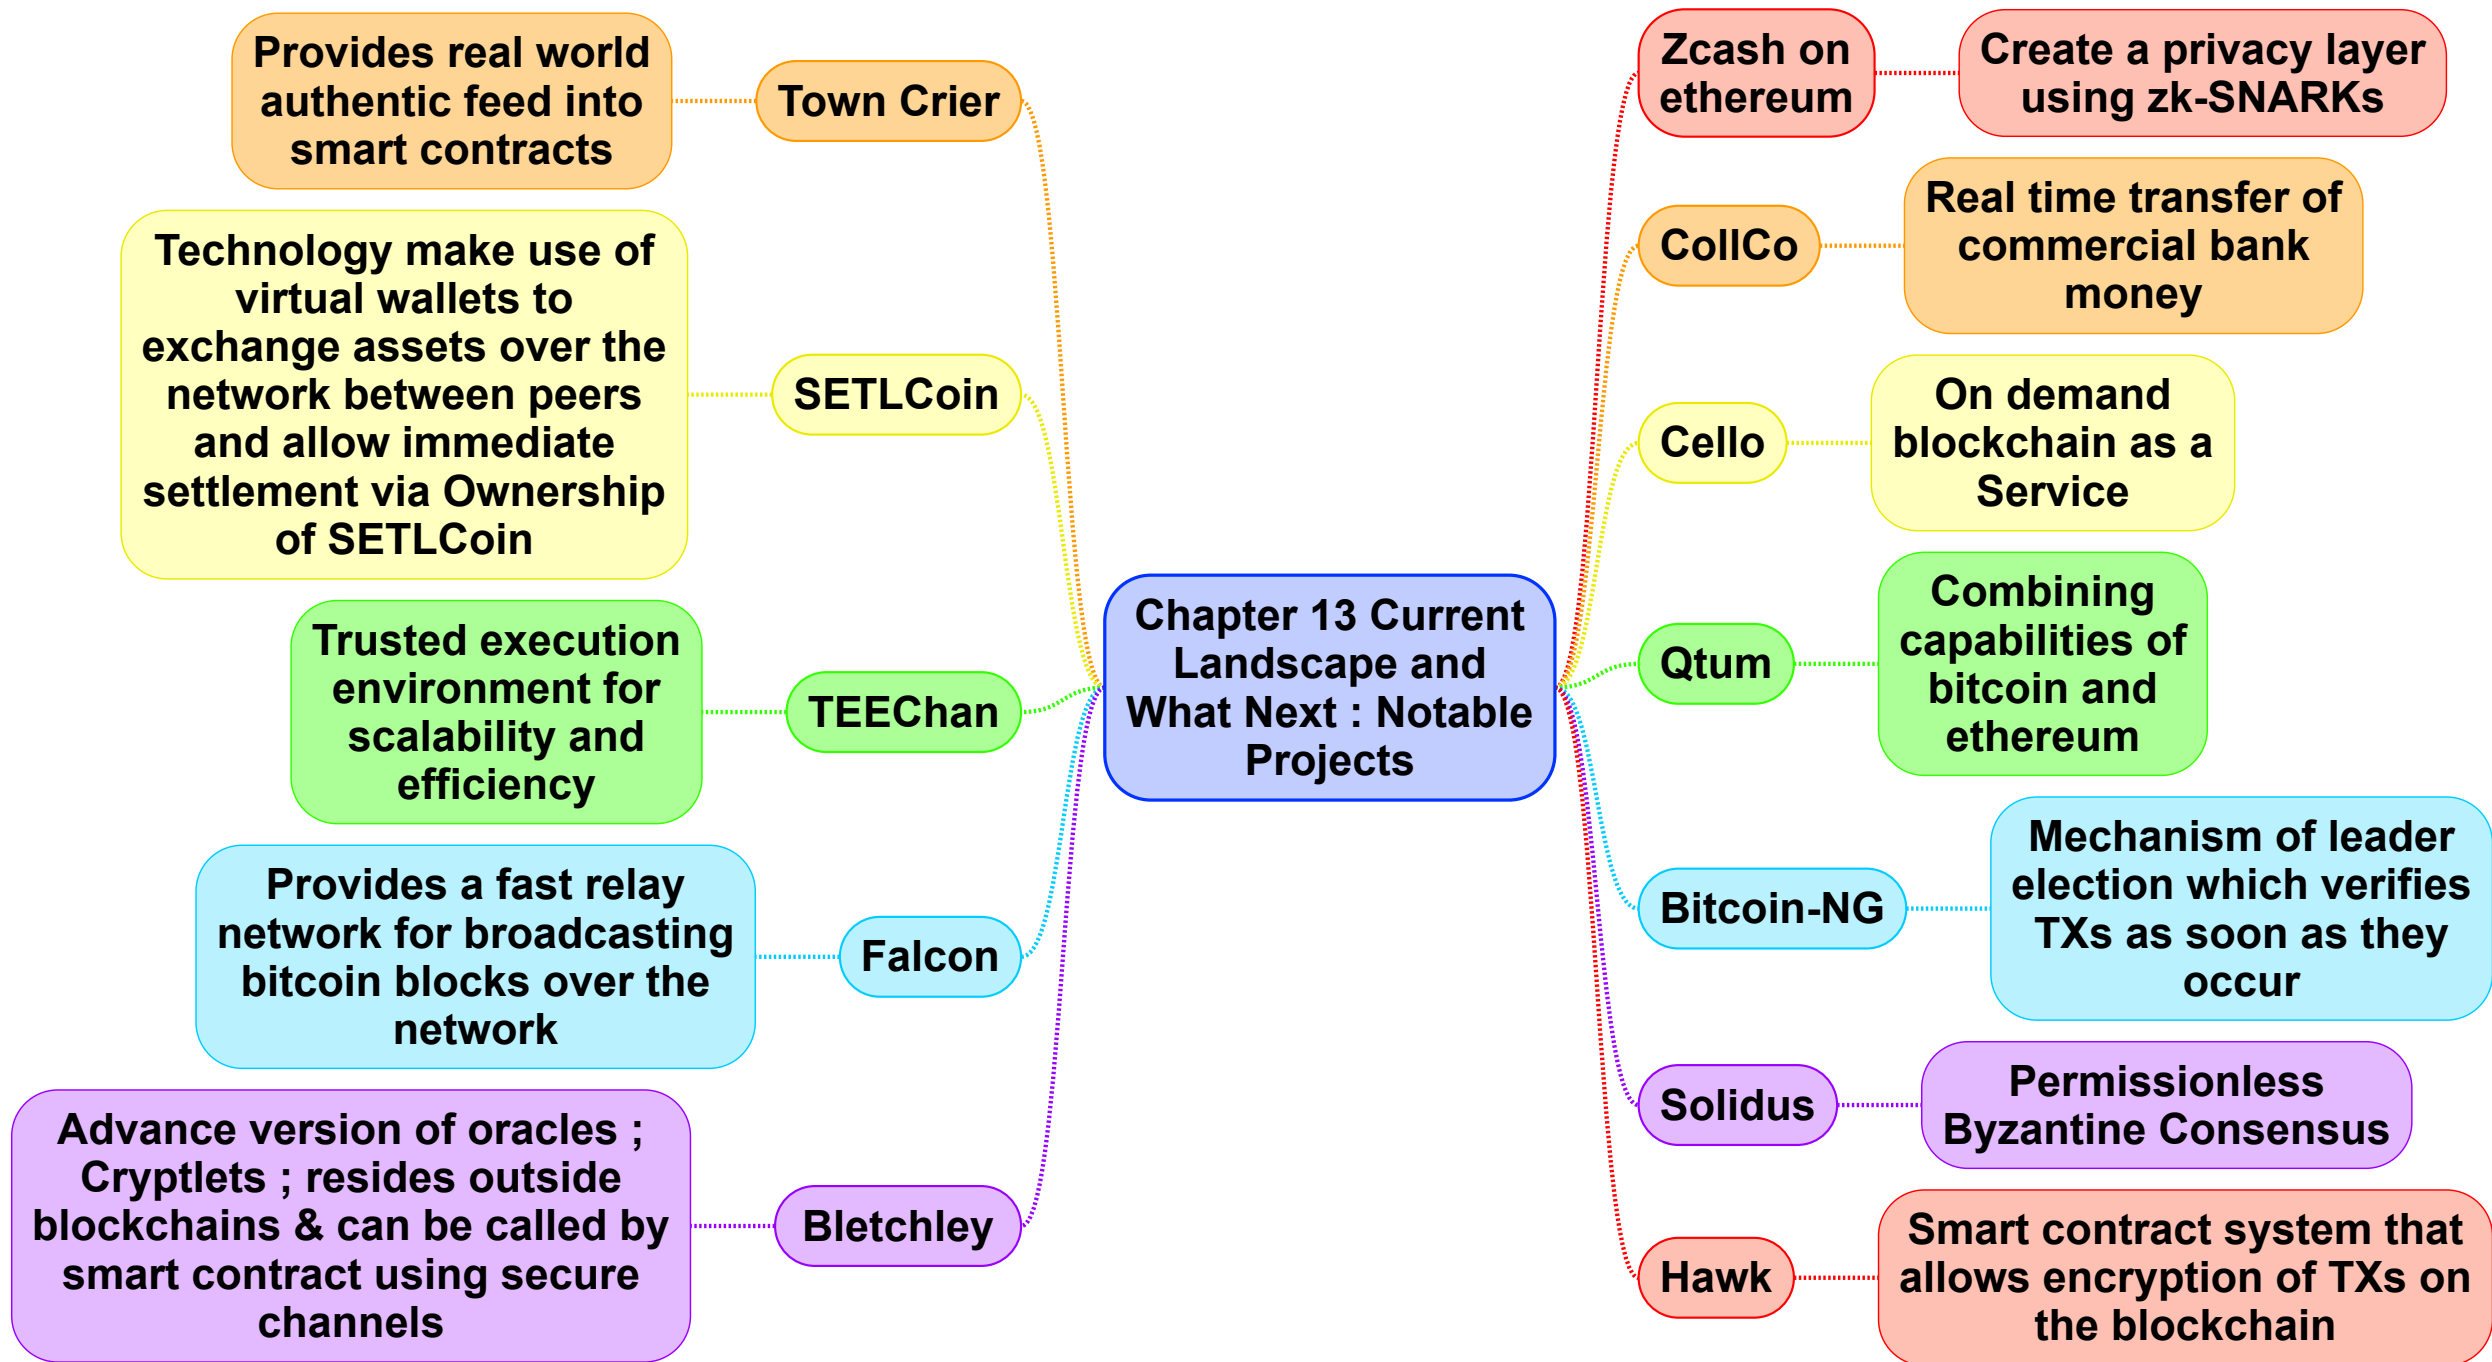 Chapter 13 Current
Landscape and
What Next : Notable
Projects
Zcash on
ethereum
Create a privacy layer
using zk-SNARKs
CollCo
Real time transfer of
commercial bank
money
Cello
On demand
blockchain as a
Service
Qtum
Combining
capabilities of
bitcoin and
ethereum
Bitcoin-NG
Mechanism of leader
election which verifies
TXs as soon as they
occur
Solidus
Permissionless
Byzantine Consensus
Hawk
Smart contract system that
allows encryption of TXs on
the blockchain
Town Crier
Provides real world
authentic feed into
smart contracts
SETLCoin
Technology make use of
virtual wallets to
exchange assets over the
network between peers
and allow immediate
settlement via Ownership
of SETLCoin
TEEChan
Trusted execution
environment for
scalability and
efficiency
Falcon
Provides a fast relay
network for broadcasting
bitcoin blocks over the
network
Bletchley
Advance version of oracles ;
Cryptlets ; resides outside
blockchains & can be called by
smart contract using secure
channels